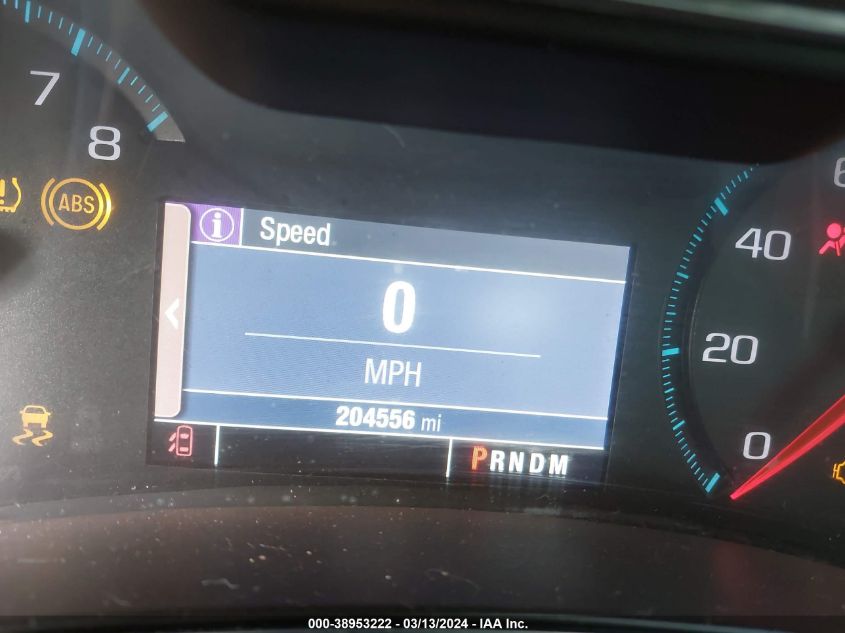 7
8
ABS
i Speed
0
MPH
204556 mi
PRNDM
6
40
20
0
000-38953222 - 03/13/2024 - IAA Inc.